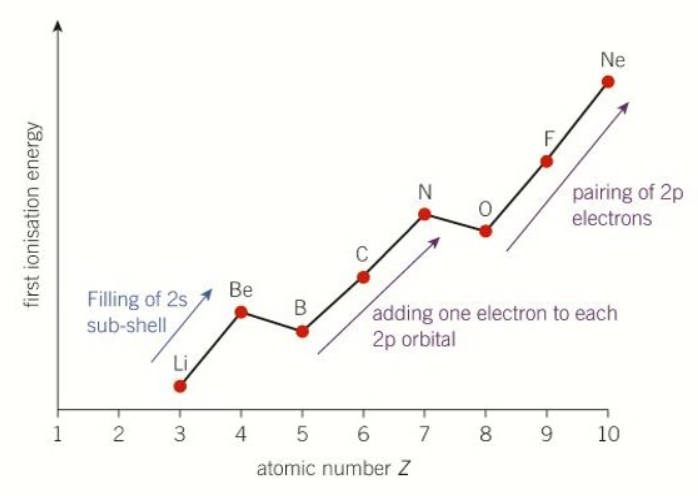 Ne
F
N
O
pairing of 2p
electrons
C
Be
B
Filling of 2s
sub-shell
adding one electron to each
2p orbital
Li
first ionisation energy
1 2 3 4 5 6 7 8 9 10
atomic number Z